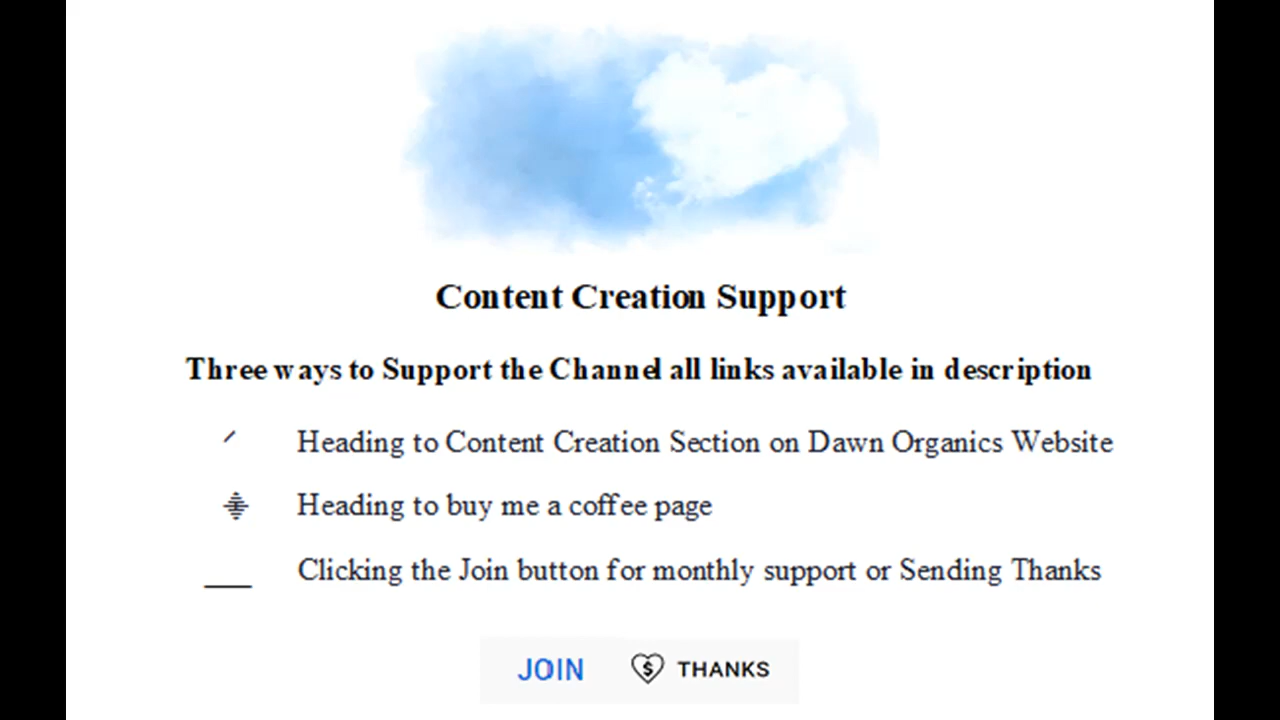 Content Creation Support
Three ways to Support the Channel all links available in description
Heading to Content Creation Section on Dawn Organics Website
Heading to buy me a coffee page
Clicking the Join button for monthly support or Sending Thanks
JOIN $ THANKS